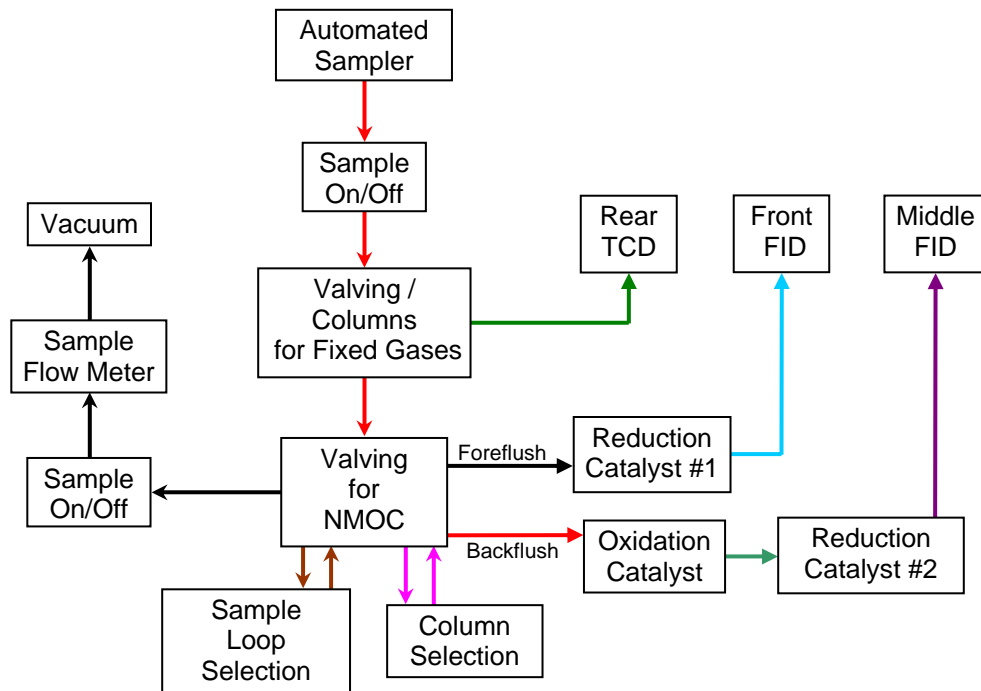 Automated
Sampler
Sample
On/Off
Vacuum
Rear
TCD
Front
FID
Middle
FID
Valving /
Columns
for Fixed Gases
Sample
Flow Meter
Valving
for
NMOC
Foreflush
Reduction
Catalyst #1
Sample
On/Off
Backflush
Oxidation
Catalyst
Reduction
Catalyst #2
Sample
Loop
Selection
Column
Selection